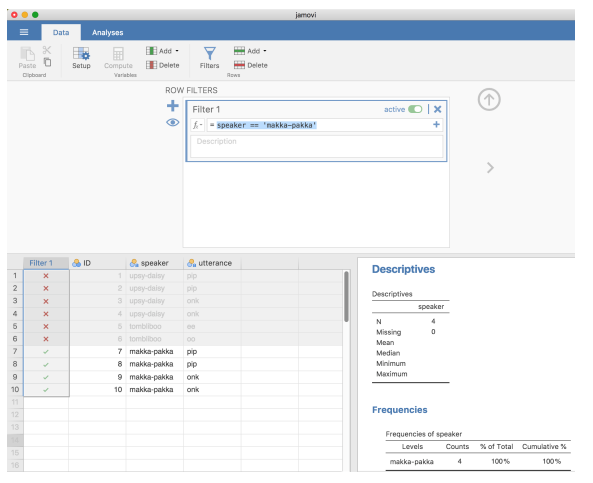 jamovi
Data Analyses
Paste Setup Compute Add Delete Filters Add Delete
Clipboard Variables Rows
ROW FILTERS
Filter 1 active
fx = speaker == 'makka-pakka'
Description
Filter 1 ID speaker utterance
1 1 upsy-daisy pip
2 2 upsy-daisy pip
3 3 upsy-daisy onk
4 4 upsy-daisy onk
5 5 tombliboo ee
6 6 tombliboo oo
7 7 makka-pakka pip
8 8 makka-pakka pip
9 9 makka-pakka onk
10 10 makka-pakka onk
11
12
13
14
15
16
Descriptives
Descriptives
speaker
N 4
Missing 0
Mean
Median
Minimum
Maximum
Frequencies
Frequencies of speaker
Levels Counts % of Total Cumulative %
makka-pakka 4 100% 100%